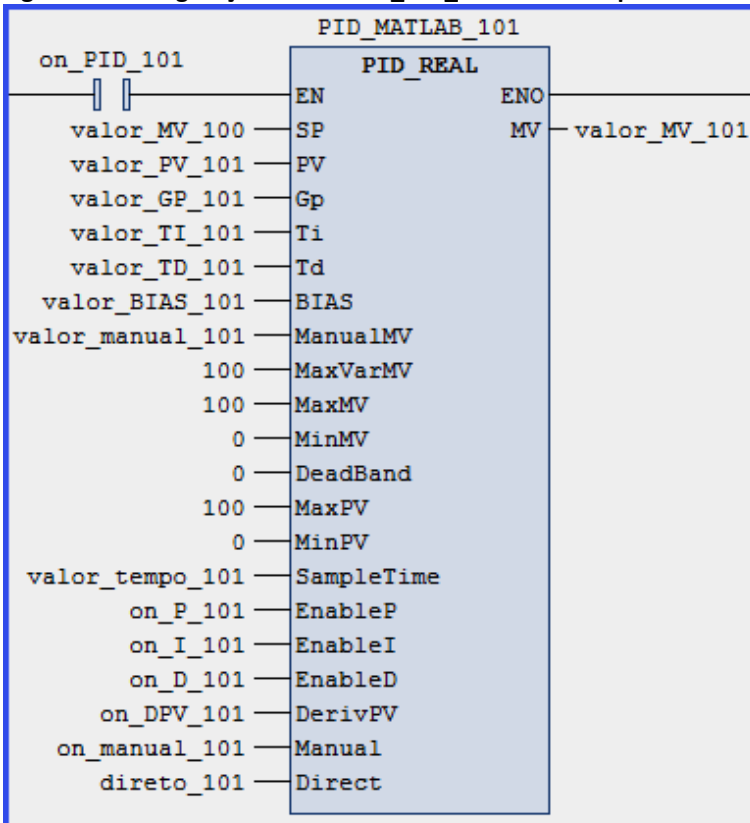 PID_MATLAB_101
on_PID_101
PID_REAL
EN ENO
valor_MV_100 SP MV valor_MV_101
valor_PV_101 PV
valor_GP_101 Gp
valor_TI_101 Ti
valor_TD_101 Td
valor_BIAS_101 BIAS
valor_manual_101 ManualMV
100 MaxVarMV
100 MaxMV
0 MinMV
0 DeadBand
100 MaxPV
0 MinPV
valor_tempo_101 SampleTime
on_P_101 EnableP
on_I_101 EnableI
on_D_101 EnableD
on_DPV_101 DerivPV
on_manual_101 Manual
direto_101 Direct